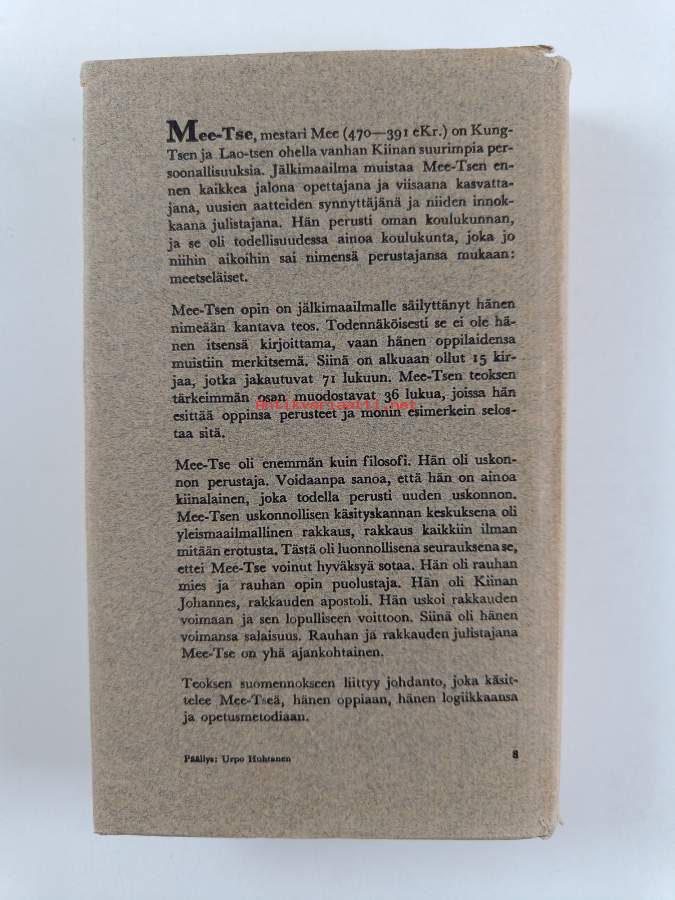 Mee-Tse, mestari Mee (470—391 eKr.) on Kung-
Tsen ja Lao-tsen ohella vanhan Kiinan suurimpia per-
soonallisuuksia. Jälkimaailma muistaa Mee-Tsen en-
nen kaikkea jalona opettajana ja viisaana kasvatta-
jana, uusien aatteiden synnyttäjänä ja niiden innok-
kaana julistajana. Hän perusti oman koulukunnan,
ja se oli todellisuudessa ainoa koulukunta, joka jo
niihin aikoihin sai nimensä perustajansa mukaan:
meetseläiset.
Mee-Tsen opin on jälkimaailmalle säilyttänyt hänen
nimeään kantava teos. Todennäköisesti se ei ole hä-
nen itsensä kirjoittama, vaan hänen oppilaidensa
muistiin merkitsemä. Siinä on alkuaan ollut 15 kir-
jaa, jotka jakautuvat 71 lukuun. Mee-Tsen teoksen
tärkeimmän osan muodostavat 36 lukua, joissa hän
antikvariaatti.net
esittää oppinsa perusteet ja monin esimerkein selos-
taa sitä.
Mee-Tse oli enemmän kuin filosofi. Hän oli uskon-
non perustaja. Voidaanpa sanoa, että hän on ainoa
kiinalainen, joka todella perusti uuden uskonnon.
Mee-Tsen uskonnollisen käsityskannan keskuksena oli
yleismaailmallinen rakkaus, rakkaus kaikkiin ilman
mitään erotusta. Tästä oli luonnollisena seurauksena se,
ettei Mee-Tse voinut hyväksyä sotaa. Hän oli rauhan
mies ja rauhan opin puolustaja. Hän oli Kiinan
Johannes, rakkauden apostoli. Hän uskoi rakkauden
voimaan ja sen lopulliseen voittoon. Siinä oli hänen
voimansa salaisuus. Rauhan ja rakkauden julistajana
Mee-Tse on yhä ajankohtainen.
Teoksen suomennokseen liittyy johdanto, joka käsit-
telee Mee-Tseä, hänen oppiaan, hänen logiikkaansa
ja opetusmetodiaan.
Päällys: Urpo Huhtanen 8